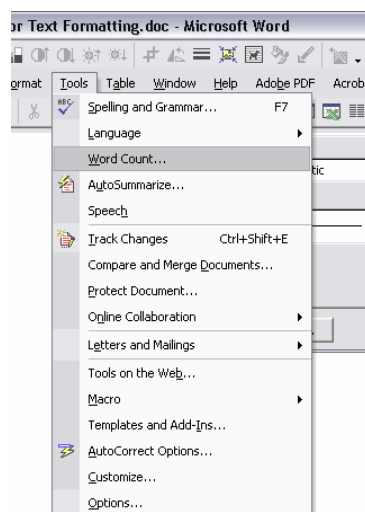 or Text Formatting.doc - Microsoft Word
ormat Tools Table Window Help Adobe PDF Acrob
ABC Spelling and Grammar... F7
Language
Word Count...
tic
AutoSummarize...
Speech
Track Changes Ctrl+Shift+E
Compare and Merge Documents...
Protect Document...
Online Collaboration
Letters and Mailings
Tools on the Web...
Macro
Templates and Add-Ins...
AutoCorrect Options...
Customize...
Options...